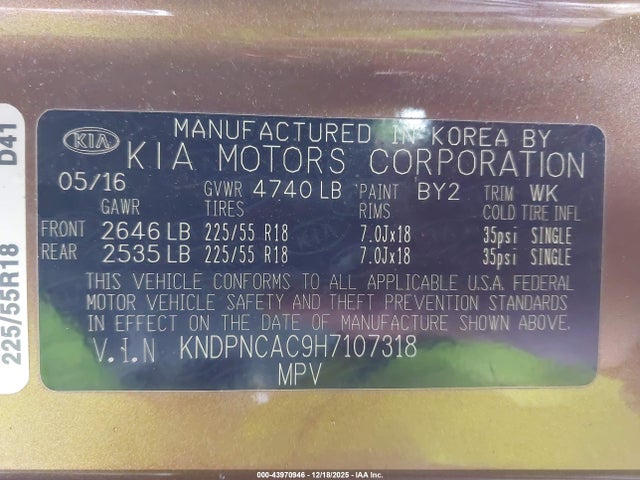 KIA MANUFACTURED IN KOREA BY
KIA MOTORS CORPORATION
05/16 GVWR 4740 LB PAINT BY2 TRIM WK
GAWR TIRES RIMS COLD TIRE INFL
FRONT 2646 LB 225/55 R18 7.0Jx18 35psi SINGLE
REAR 2535 LB 225/55 R18 7.0Jx18 35psi SINGLE
THIS VEHICLE CONFORMS TO ALL APPLICABLE U.S.A. FEDERAL
MOTOR VEHICLE SAFETY AND THEFT PREVENTION STANDARDS
IN EFFECT ON THE DATE OF MANUFACTURE SHOWN ABOVE.
V.I.N KNDPNCAC9H7107318
MPV
225/55R18 D41
000-43970946 - 12/18/2025 - IAA Inc.